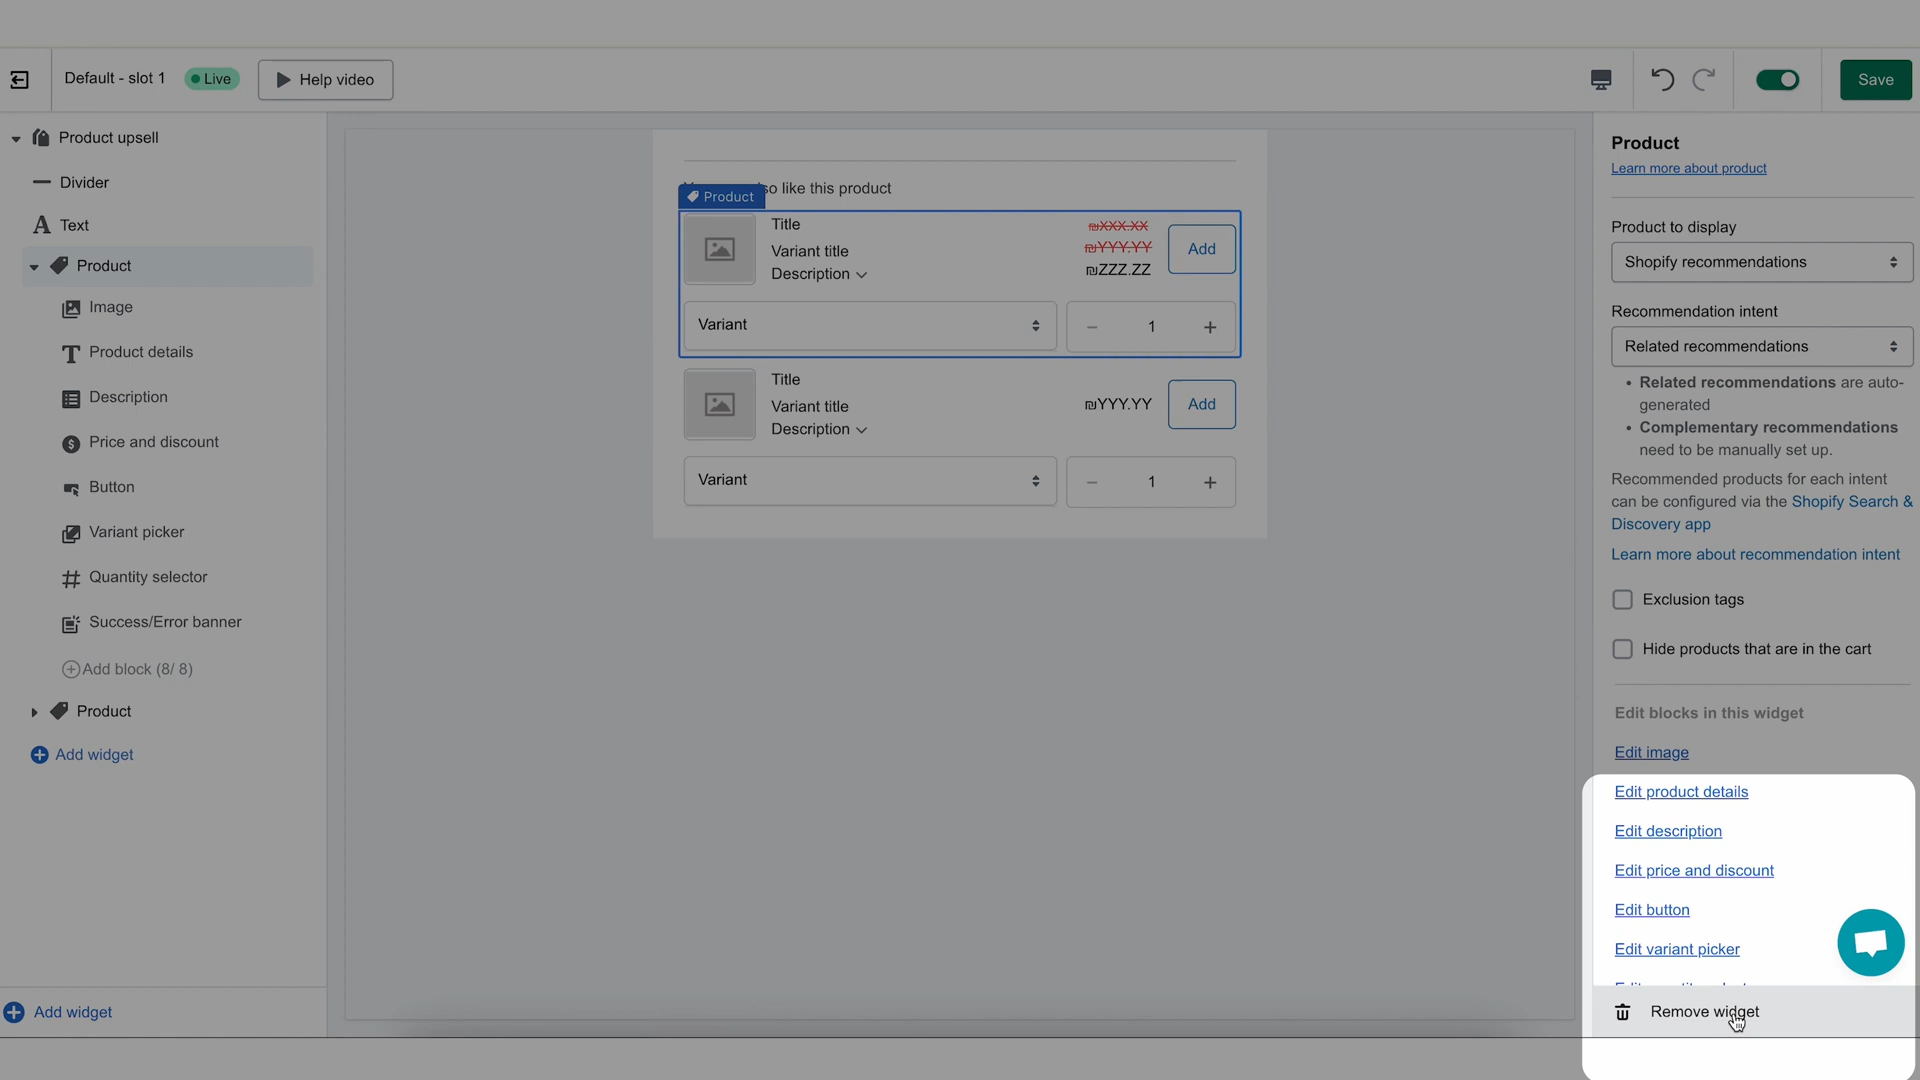 Default - slot 1
Live
Help video
Save
Product upsell
Divider
Text
Product
Image
Product details
Description
Price and discount
Button
Variant picker
Quantity selector
Success/Error banner
Add block (8/ 8)
Product
Add widget
Add widget
so like this product
Product
Title
Variant title
Description
₪XXX.XX
₪YYY.YY
₪ZZZ.ZZ
Add
Variant
1
Title
Variant title
Description
₪YYY.YY
Add
Variant
1
Product
Learn more about product
Product to display
Shopify recommendations
Recommendation intent
Related recommendations
• Related recommendations are auto-
generated
• Complementary recommendations
need to be manually set up.
Recommended products for each intent
can be configured via the Shopify Search &
Discovery app
Learn more about recommendation intent
Exclusion tags
Hide products that are in the cart
Edit blocks in this widget
Edit image
Edit product details
Edit description
Edit price and discount
Edit button
Edit variant picker
Remove widget